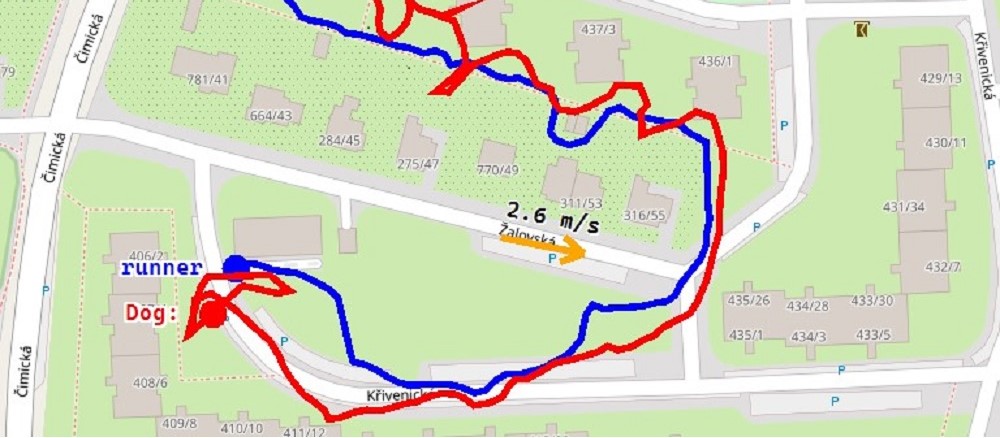 Čimická
437/3
Křivenická
79
781/41
436/1
429/13
664/43
P
284/45
Čimická
275/47
770/49
430/11
P
311/53
316/55
431/34
2.6 m/s
Žalovská
P
406/2
P
432/7
runner
P
435/26
434/28
433/30
Dog:
435/1
434/3
433/5
P
Čimická
408/6
P
Křivenická
P
409/8
410/10
411/12